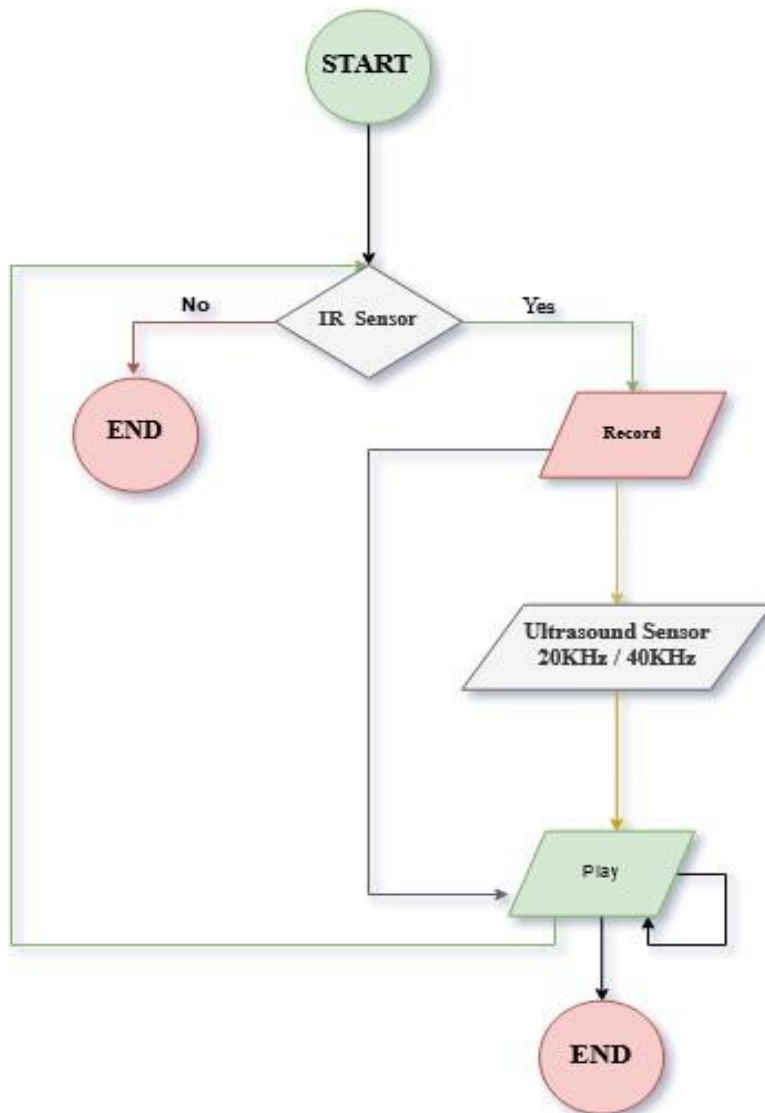 START
IR Sensor
No
Yes
END
Record
Ultrasound Sensor
20KHz / 40KHz
Play
END